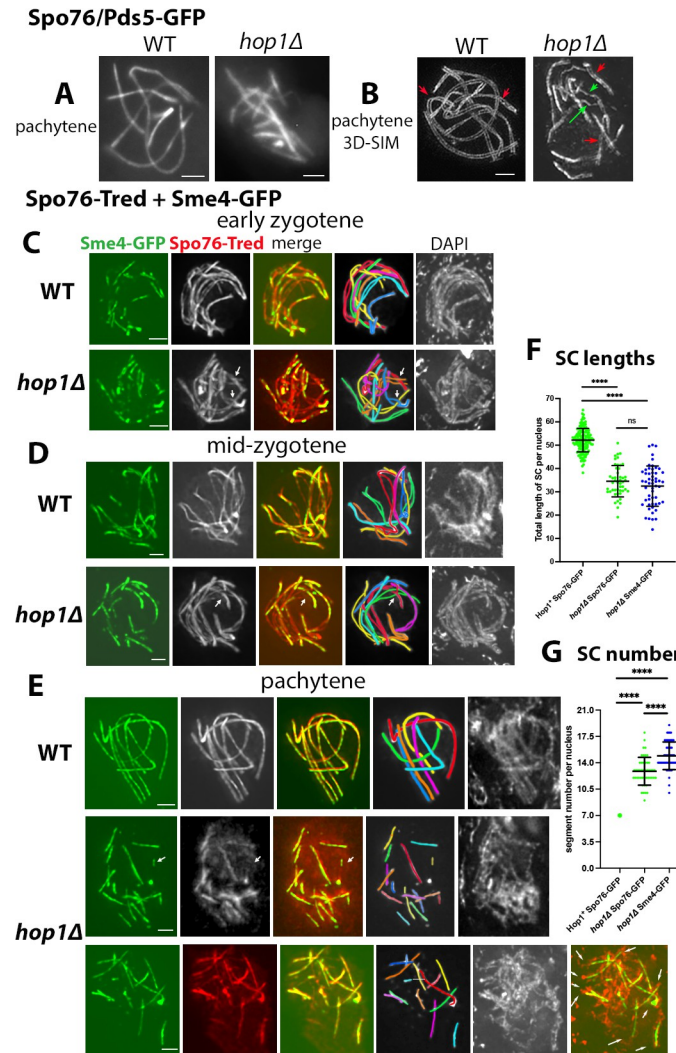 Spo76/Pds5-GFP
WT
hop1Δ
WT
hop1Δ
A
pachytene
B
pachytene
3D-SIM
Spo76-Tred + Sme4-GFP
early zygotene
C
Sme4-GFP
Spo76-Tred
merge
DAPI
WT
hop1Δ
D
mid-zygotene
WT
hop1Δ
E
pachytene
WT
hop1Δ
F
SC lengths
****
****
ns
Total length of SC per nucleus
70
60
50
40
30
20
10
0
Hop1+ Spo76-GFP
hop1Δ Spo76-GFP
hop1Δ Sme4-GFP
G
SC number
****
****
****
segment number per nucleus
21.0
17.5
14.0
10.5
7.0
3.5
0.0
Hop1+ Spo76-GFP
hop1Δ Spo76-GFP
hop1Δ Sme4-GFP